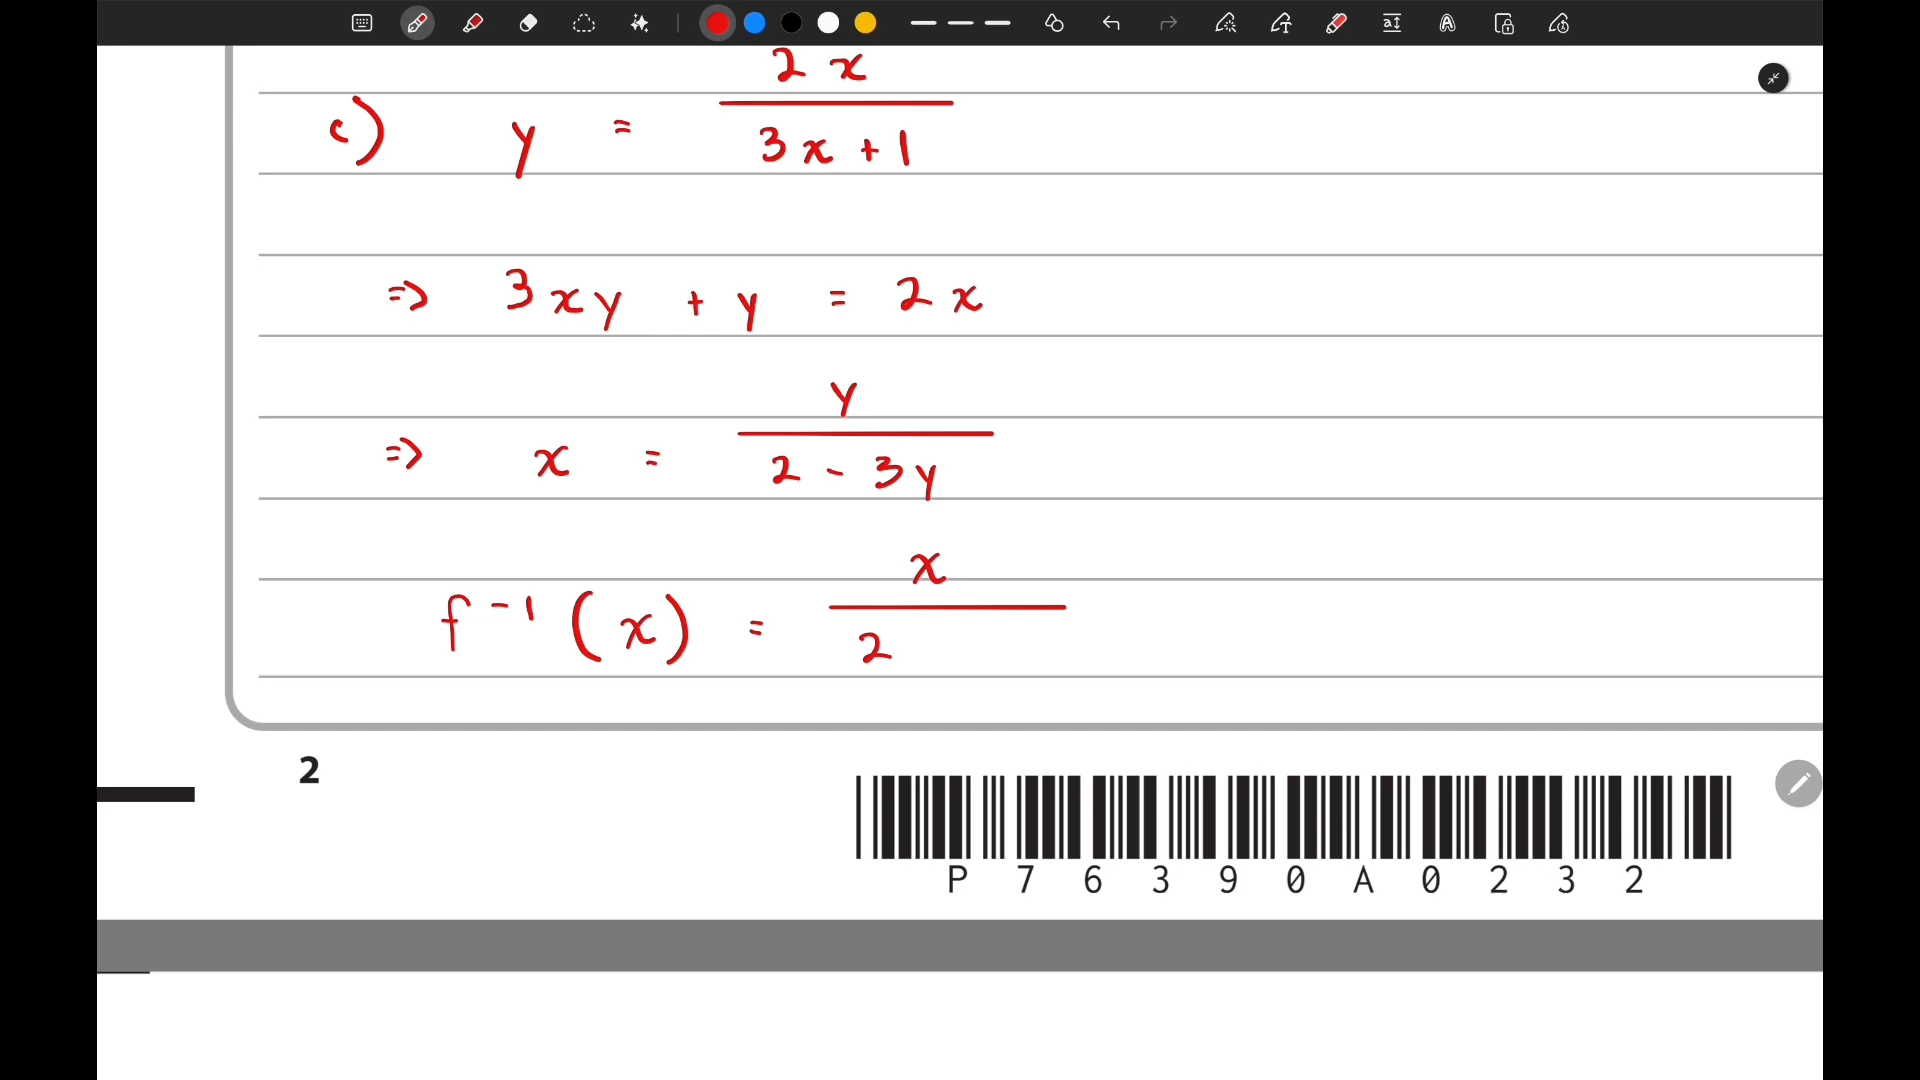 c) y = 2x / 3x + 1
=> 3xy + y = 2x
=> x = y / 2 - 3y
f⁻¹(x) = x / 2
2
P 7 6 3 9 0 A 0 2 3 2